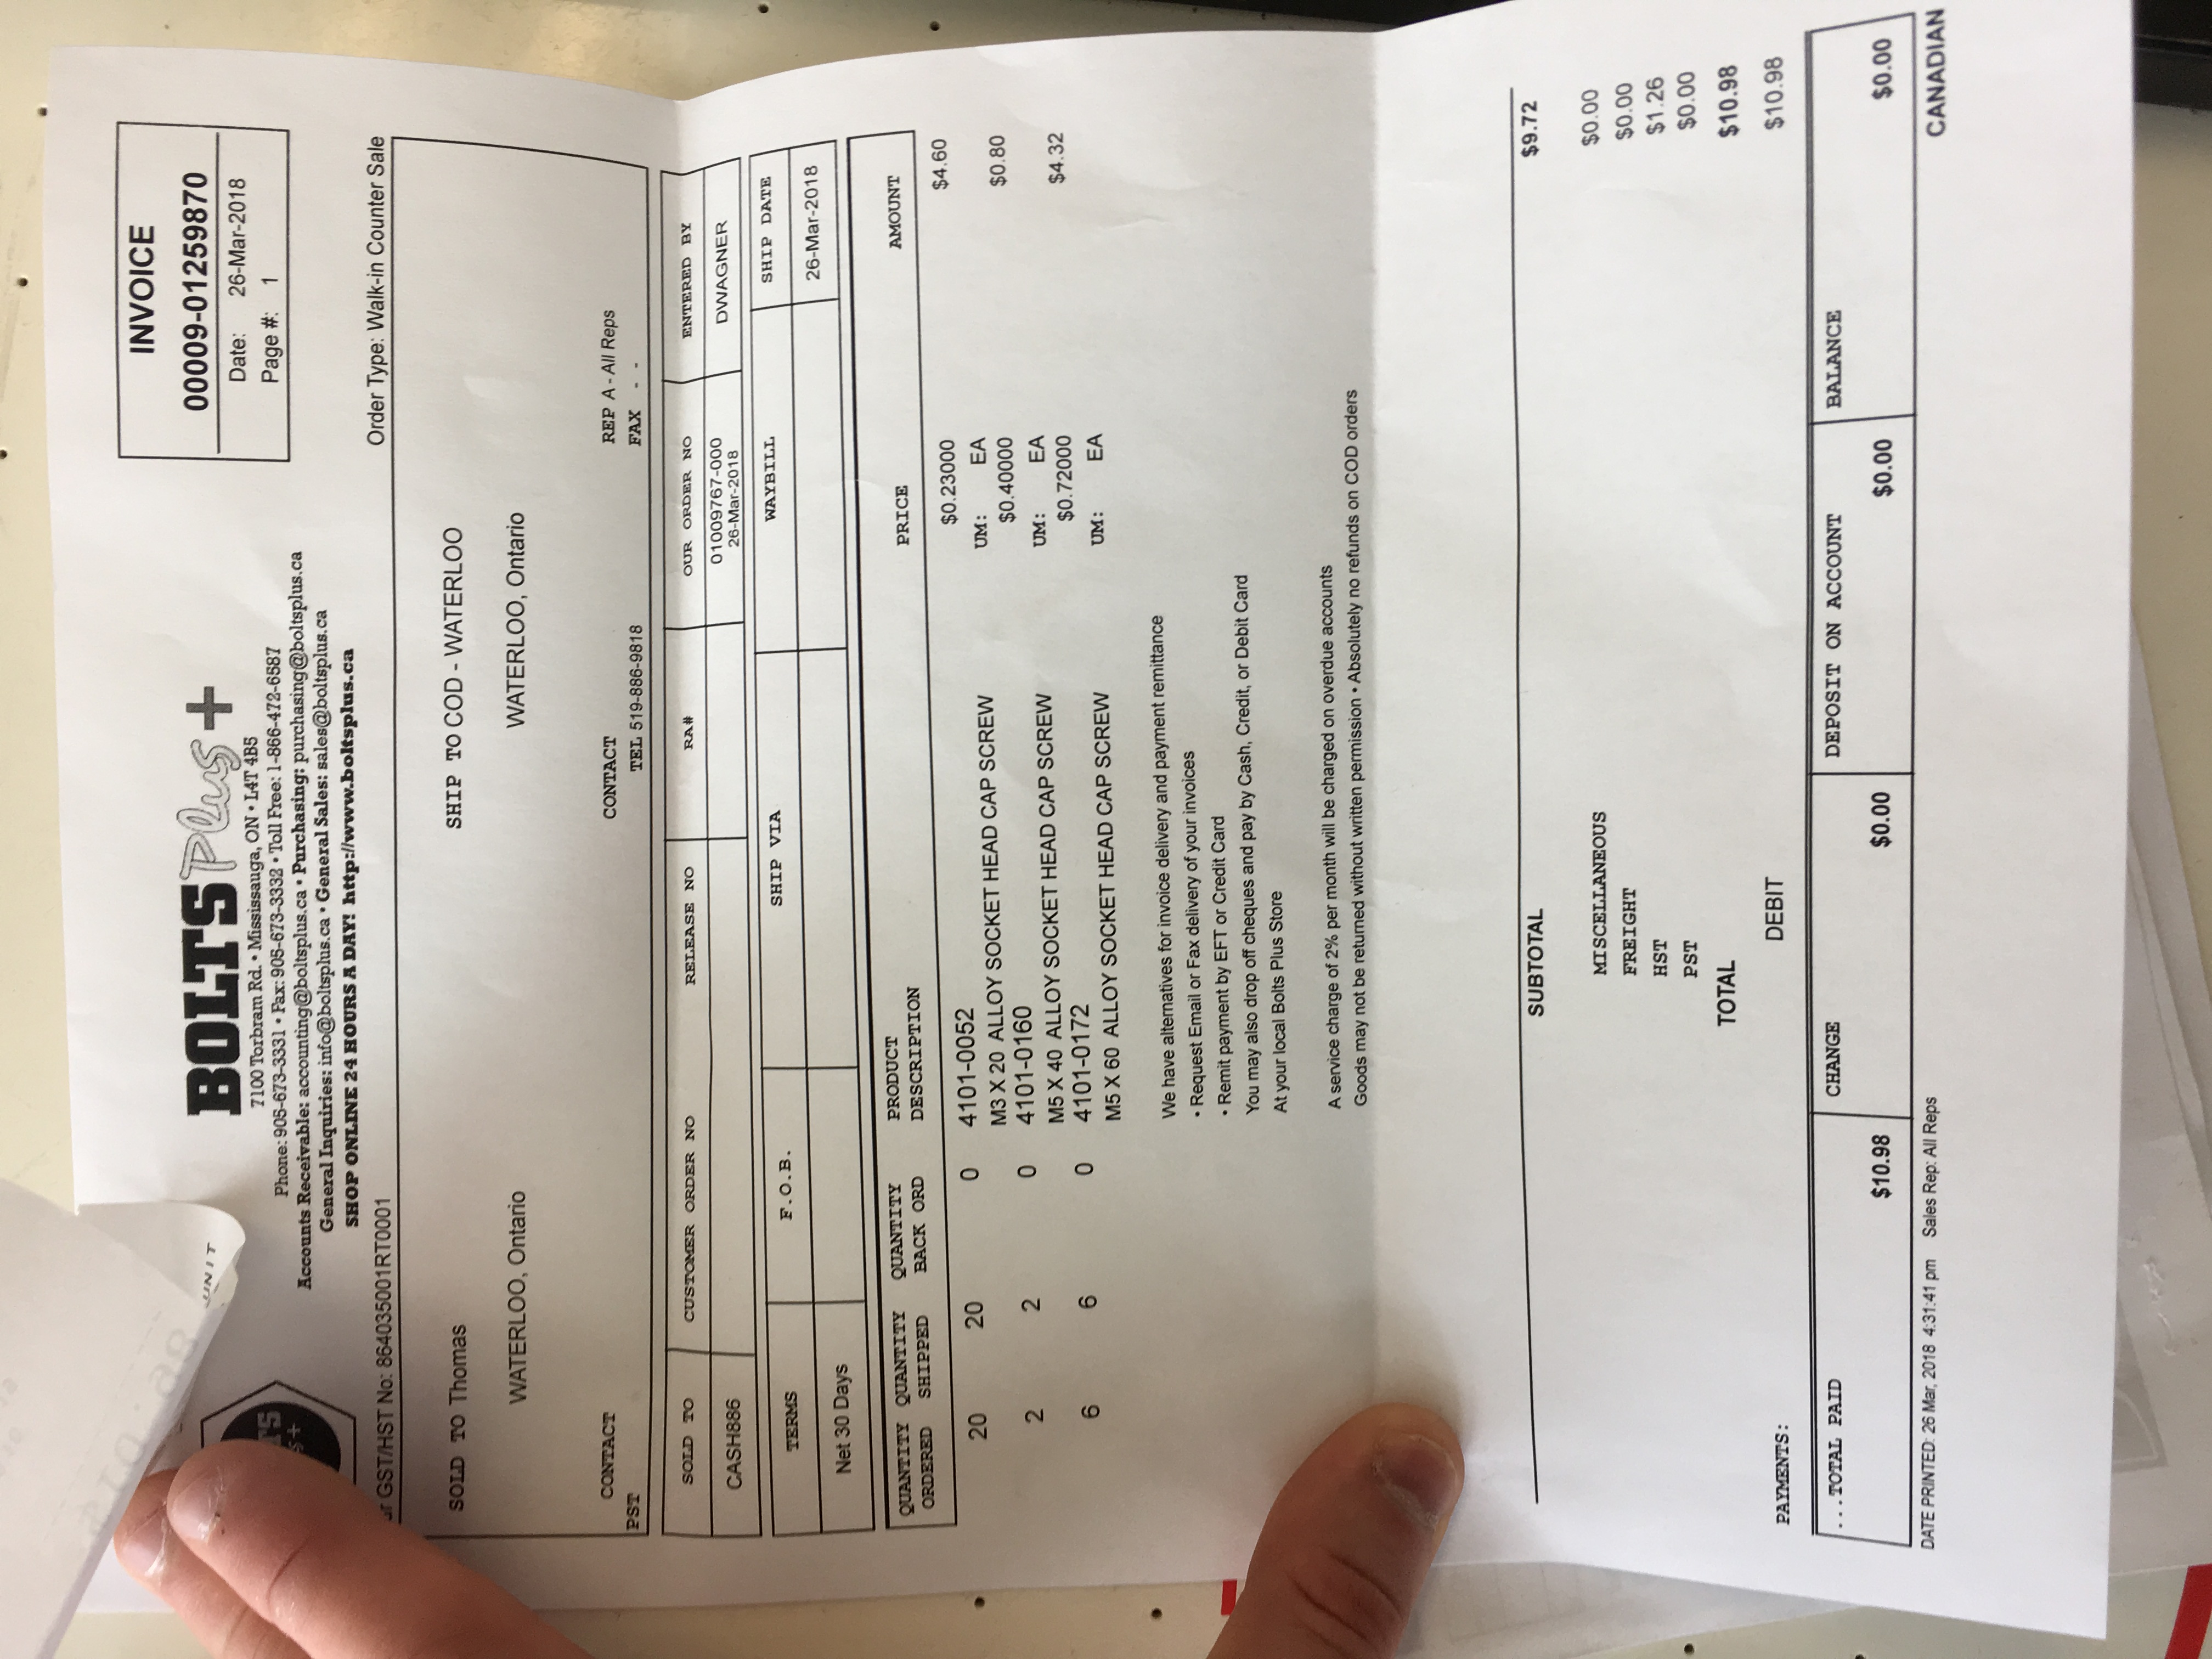 UNIT
BOLTS Plus +
7100 Torbram Rd. • Mississauga, ON • L4T 4B5
Phone: 905-673-3331 • Fax: 905-673-3332 • Toll Free: 1-866-472-6587
Accounts Receivable: accounting@boltsplus.ca • Purchasing: purchasing@boltsplus.ca
General Inquiries: info@boltsplus.ca • General Sales: sales@boltsplus.ca
SHOP ONLINE 24 HOURS A DAY! http://www.boltsplus.ca
INVOICE
00009-01259870
Date: 26-Mar-2018
Page #: 1
GST/HST No: 864035001RT0001
Order Type: Walk-in Counter Sale
SOLD TO Thomas SHIP TO COD - WATERLOO
WATERLOO, Ontario WATERLOO, Ontario
CONTACT CONTACT REP A - All Reps
PST TEL 519-886-9818 FAX - -
SOLD TO CUSTOMER ORDER NO RELEASE NO RA# OUR ORDER NO ENTERED BY
CASH886 01009767-000 DWAGNER
26-Mar-2018
TERMS F.O.B. SHIP VIA WAYBILL SHIP DATE
Net 30 Days 26-Mar-2018
QUANTITY QUANTITY QUANTITY PRODUCT PRICE AMOUNT
ORDERED SHIPPED BACK ORD DESCRIPTION
20 20 0 4101-0052 $0.23000 $4.60
M3 X 20 ALLOY SOCKET HEAD CAP SCREW UM: EA
2 2 0 4101-0160 $0.40000 $0.80
M5 X 40 ALLOY SOCKET HEAD CAP SCREW UM: EA
6 6 0 4101-0172 $0.72000 $4.32
M5 X 60 ALLOY SOCKET HEAD CAP SCREW UM: EA
We have alternatives for invoice delivery and payment remittance
• Request Email or Fax delivery of your invoices
• Remit payment by EFT or Credit Card
You may also drop off cheques and pay by Cash, Credit, or Debit Card
At your local Bolts Plus Store
A service charge of 2% per month will be charged on overdue accounts
Goods may not be returned without written permission • Absolutely no refunds on COD orders
SUBTOTAL $9.72
MISCELLANEOUS $0.00
FREIGHT $0.00
HST $1.26
PST $0.00
TOTAL $10.98
PAYMENTS: DEBIT $10.98
...TOTAL PAID CHANGE DEPOSIT ON ACCOUNT BALANCE
$10.98 $0.00 $0.00 $0.00
DATE PRINTED: 26 Mar, 2018 4:31:41 pm Sales Rep: All Reps CANADIAN